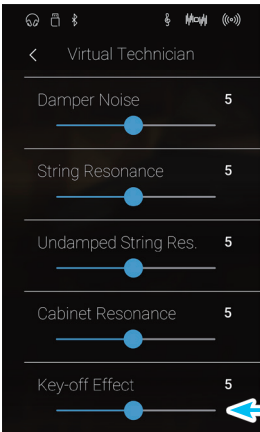 Virtual Technician
Damper Noise 5
String Resonance 5
Undamped String Res. 5
Cabinet Resonance 5
Key-off Effect 5